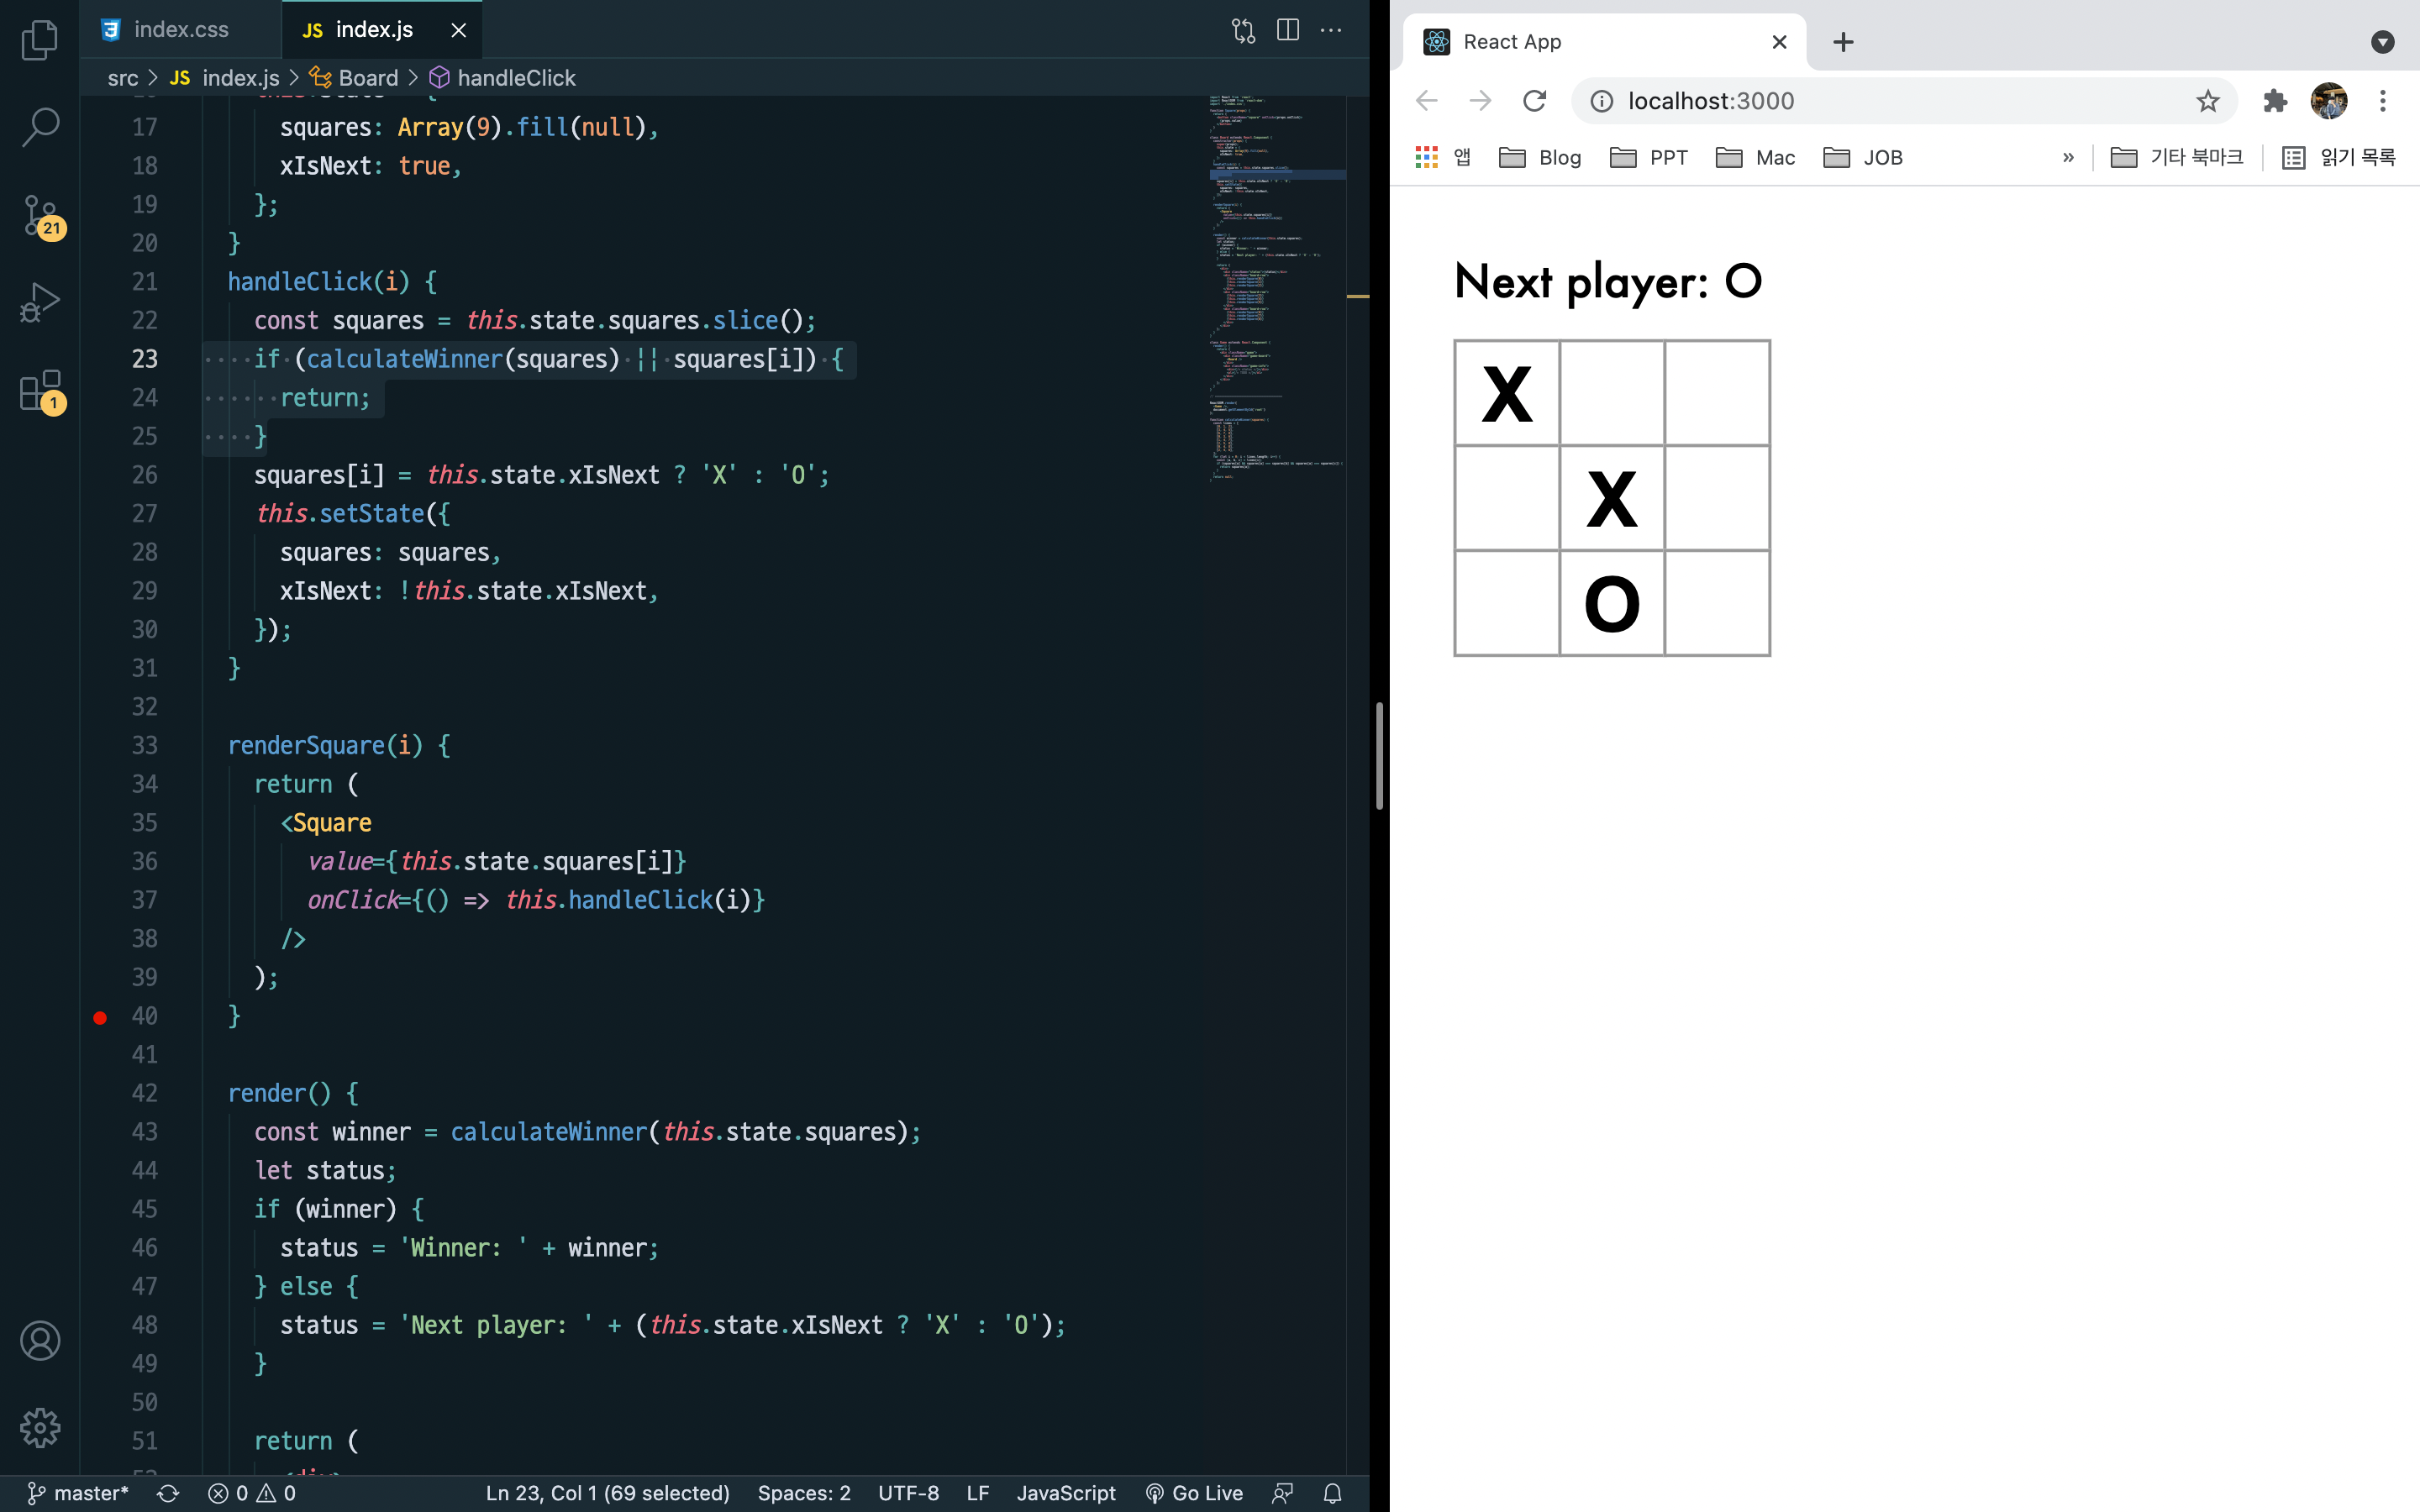 index.css
JS index.js
src > JS index.js > Board > handleClick
17 squares: Array(9).fill(null),
18 xIsNext: true,
19 };
20 }
21 handleClick(i) {
22 const squares = this.state.squares.slice();
23 if (calculateWinner(squares) || squares[i]) {
24 return;
25 }
26 squares[i] = this.state.xIsNext ? 'X' : 'O';
27 this.setState({
28 squares: squares,
29 xIsNext: !this.state.xIsNext,
30 });
31 }
32
33 renderSquare(i) {
34 return (
35 <Square
36 value={this.state.squares[i]}
37 onClick={() => this.handleClick(i)}
38 />
39 );
40 }
41
42 render() {
43 const winner = calculateWinner(this.state.squares);
44 let status;
45 if (winner) {
46 status = 'Winner: ' + winner;
47 } else {
48 status = 'Next player: ' + (this.state.xIsNext ? 'X' : 'O');
49 }
50
51 return (
21
1
master* 0 0 Ln 23, Col 1 (69 selected) Spaces: 2 UTF-8 LF JavaScript Go Live
React App
localhost:3000
앱 Blog PPT Mac JOB » 기타 북마크 읽기 목록
Next player: O
X
X
O